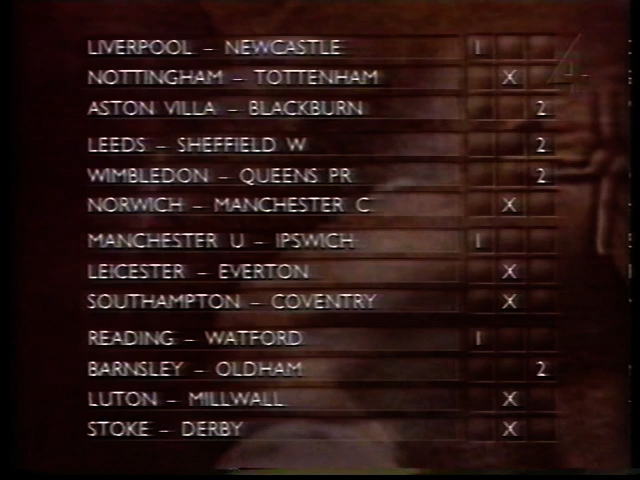 LIVERPOOL – NEWCASTLE 1
NOTTINGHAM – TOTTENHAM X
ASTON VILLA – BLACKBURN 2
LEEDS – SHEFFIELD W 2
WIMBLEDON – QUEENS PR 2
NORWICH – MANCHESTER C X
MANCHESTER U – IPSWICH 1
LEICESTER – EVERTON X
SOUTHAMPTON – COVENTRY X
READING – WATFORD 1
BARNSLEY – OLDHAM 2
LUTON – MILLWALL X
STOKE – DERBY X
4